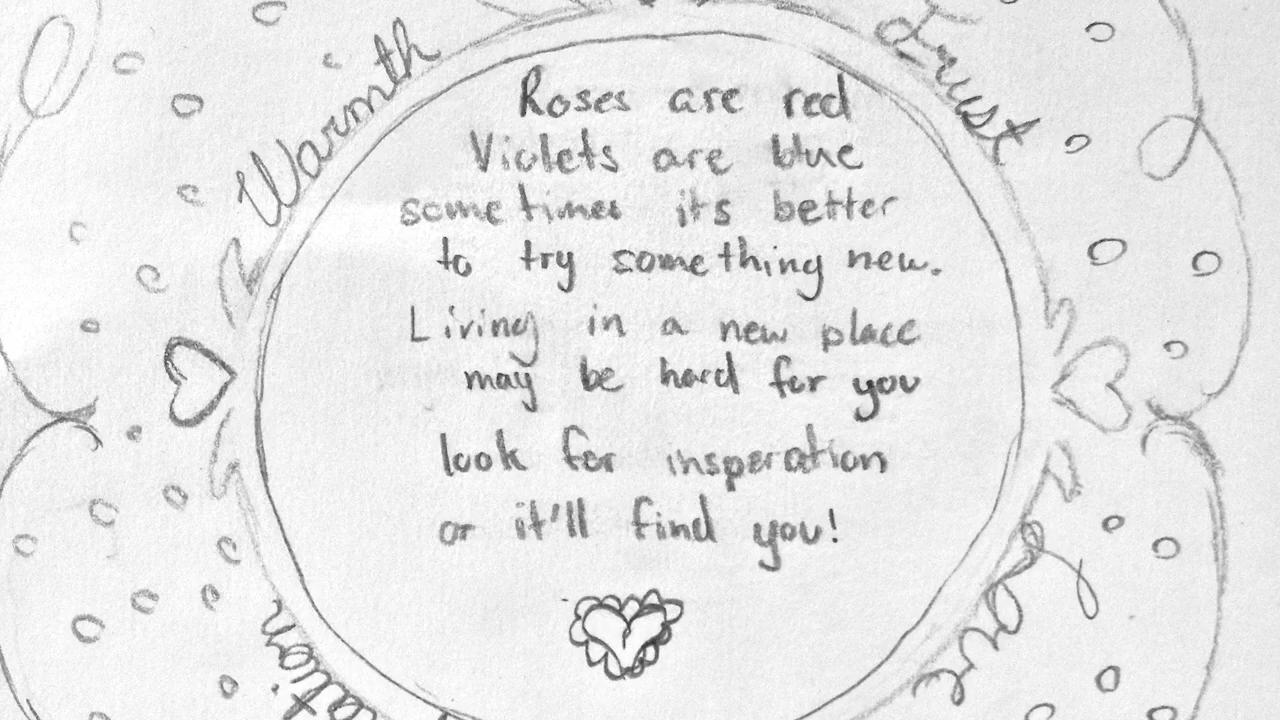 Warmth
Trust
Roses are red
Violets are blue
sometimes its better
to try something new.
Living in a new place
may be hard for you
look for insperation
or it'll find you!
Love